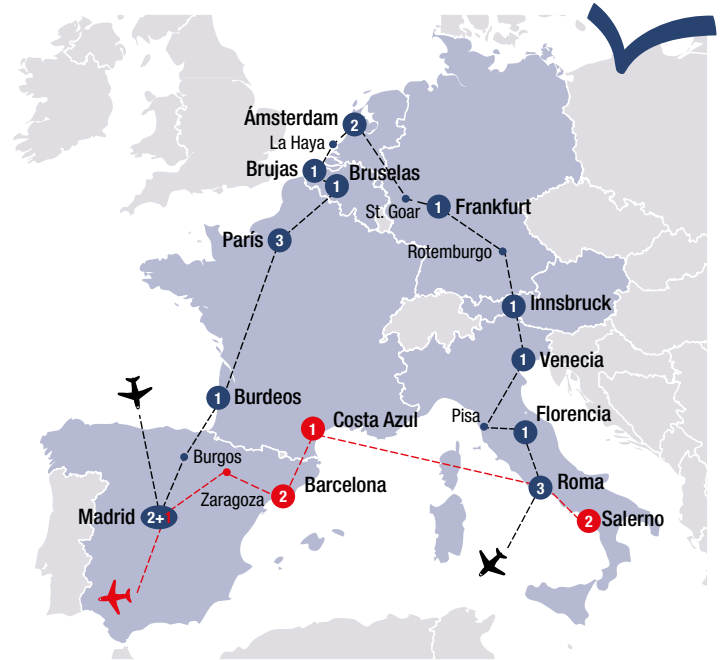 Ámsterdam
2
La Haya
Brujas
1
Bruselas
1
St. Goar
1
Frankfurt
París
3
Rotemburgo
1
Innsbruck
1
Venecia
1
Burdeos
Costa Azul
1
Pisa
Florencia
1
Burgos
Zaragoza
Barcelona
2
Roma
3
Madrid
2+1
2
Salerno